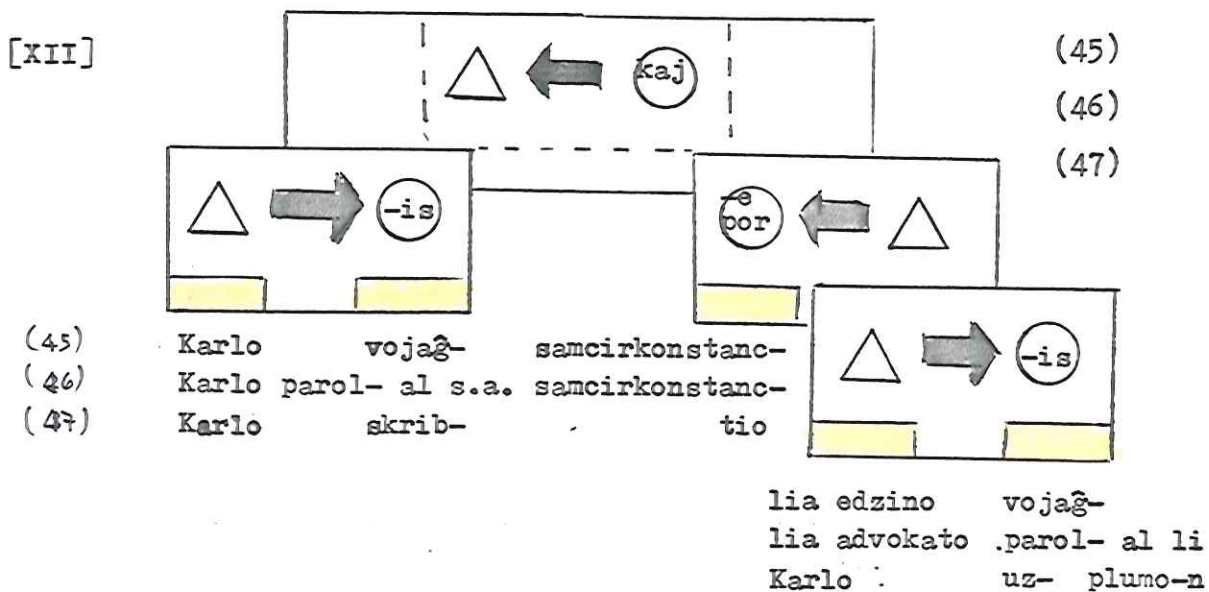 [XII]
kaj
(45)
(46)
(47)
-is
-e
por
-is
(45) Karlo vojaĝ- samcirkonstanc-
(46) Karlo parol- al s.a. samcirkonstanc-
(47) Karlo skrib- tio
lia edzino vojaĝ-
lia advokato parol- al li
Karlo uz- plumo-n